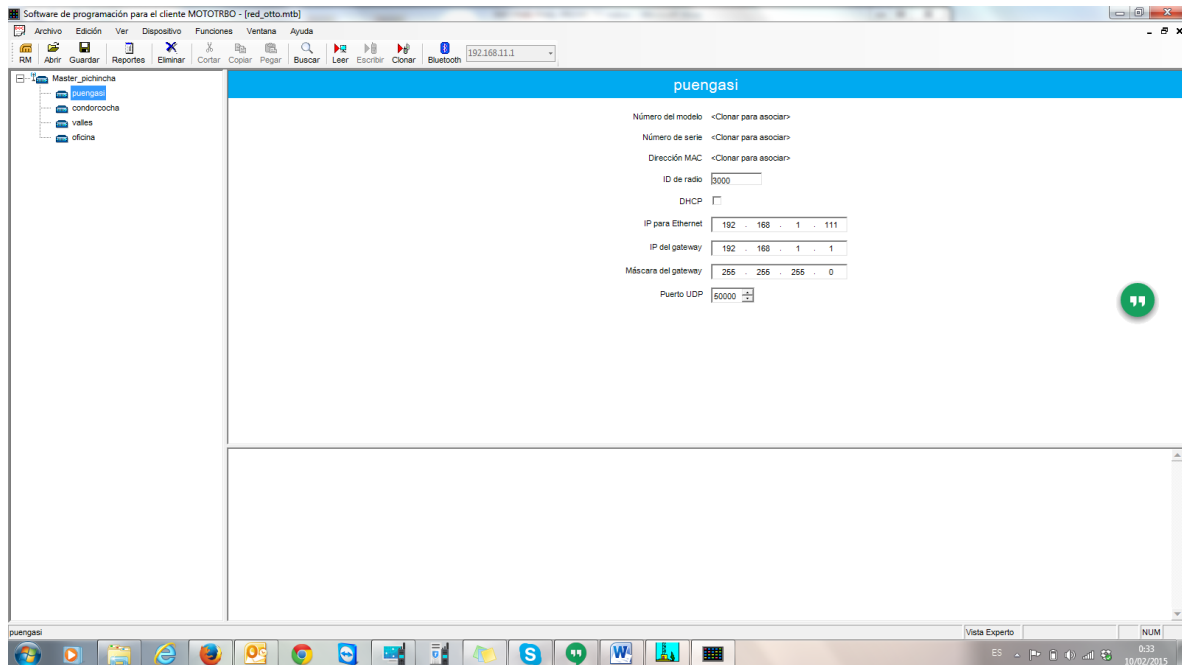 Software de programación para el cliente MOTOTRBO - [red_otto.mtb]
Archivo Edición Ver Dispositivo Funciones Ventana Ayuda
RM Abrir Guardar Reportes Eliminar Cortar Copiar Pegar Buscar Leer Escribir Clonar Bluetooth 192.168.11.1
Master_pichincha
puengasi
condorcocha
valles
oficina
puengasi
Número del modelo <Clonar para asociar>
Número de serie <Clonar para asociar>
Dirección MAC <Clonar para asociar>
ID de radio 3000
DHCP
IP para Ethernet 192 . 168 . 1 . 111
IP del gateway 192 . 168 . 1 . 1
Máscara del gateway 255 . 255 . 255 . 0
Puerto UDP 50000
puengasi
Vista Experto
NUM
ES
0:33
10/02/2015